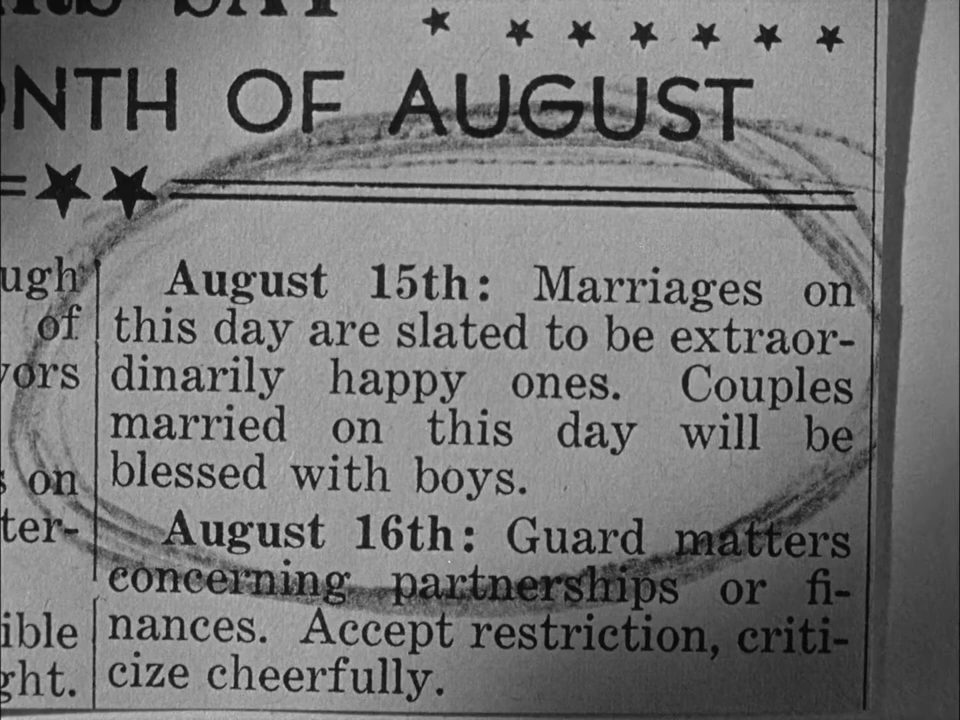 SAY
MONTH OF AUGUST
ugh
of
vors
s on
ter-
ible
ght.
August 15th: Marriages on
this day are slated to be extraor-
dinarily happy ones. Couples
married on this day will be
blessed with boys.
August 16th: Guard matters
concerning partnerships or fi-
nances. Accept restriction, criti-
cize cheerfully.